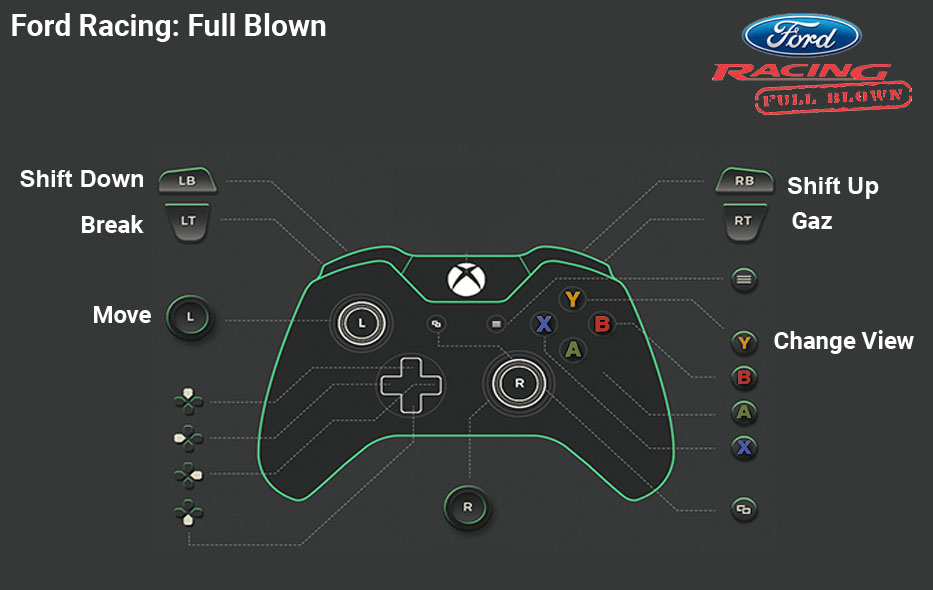 Ford Racing: Full Blown
Ford
RACING
FULL BLOWN
Shift Down
LB
RB
Shift Up
Break
LT
RT
Gaz
Move
L
L
Y
X
B
A
R
Y
Change View
B
A
X
R